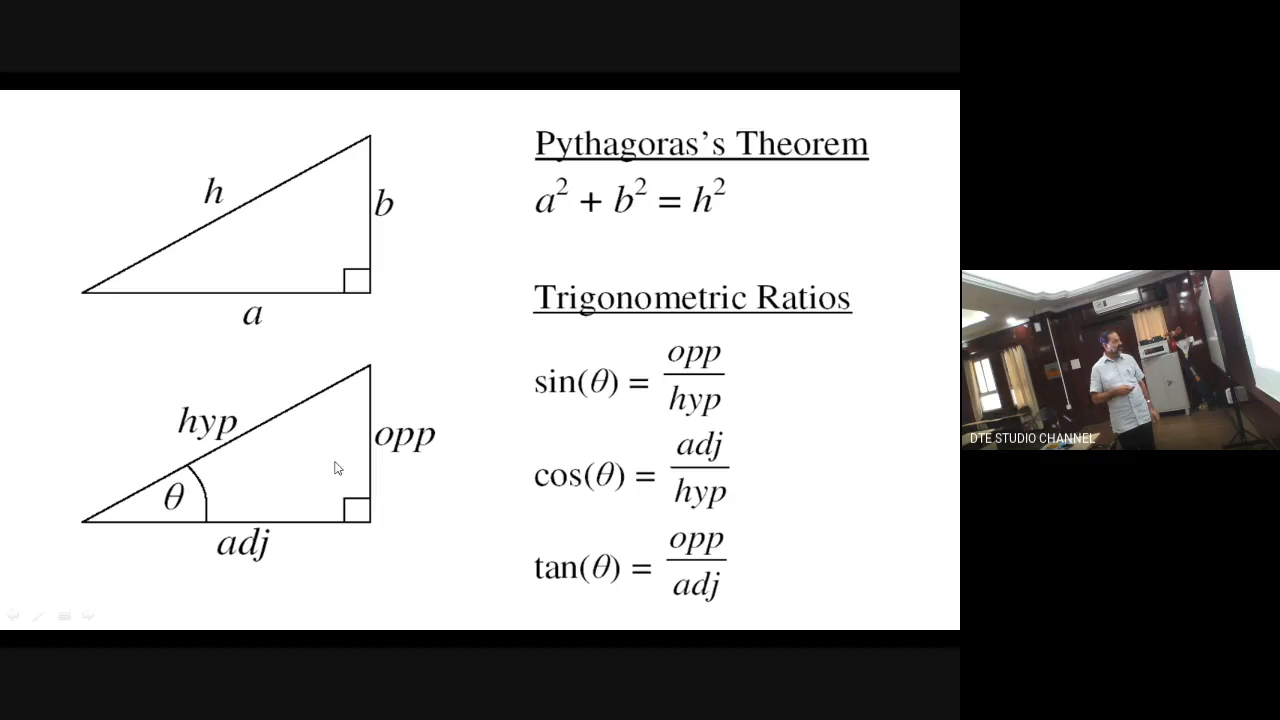 h
b
a
hyp
opp
θ
adj
Pythagoras’s Theorem
a² + b² = h²
Trigonometric Ratios
sin(θ) = opp/hyp
cos(θ) = adj/hyp
tan(θ) = opp/adj
DTE STUDIO CHANNEL